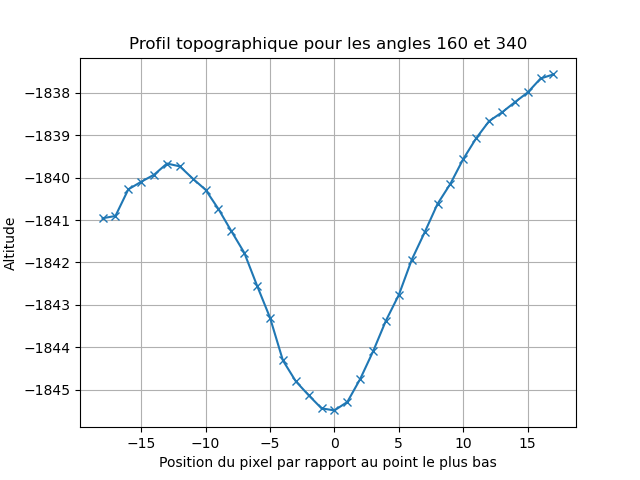 Profil topographique pour les angles 160 et 340
−1838
−1839
−1840
−1841
−1842
−1843
−1844
−1845
Altitude
−15 −10 −5 0 5 10 15
Position du pixel par rapport au point le plus bas